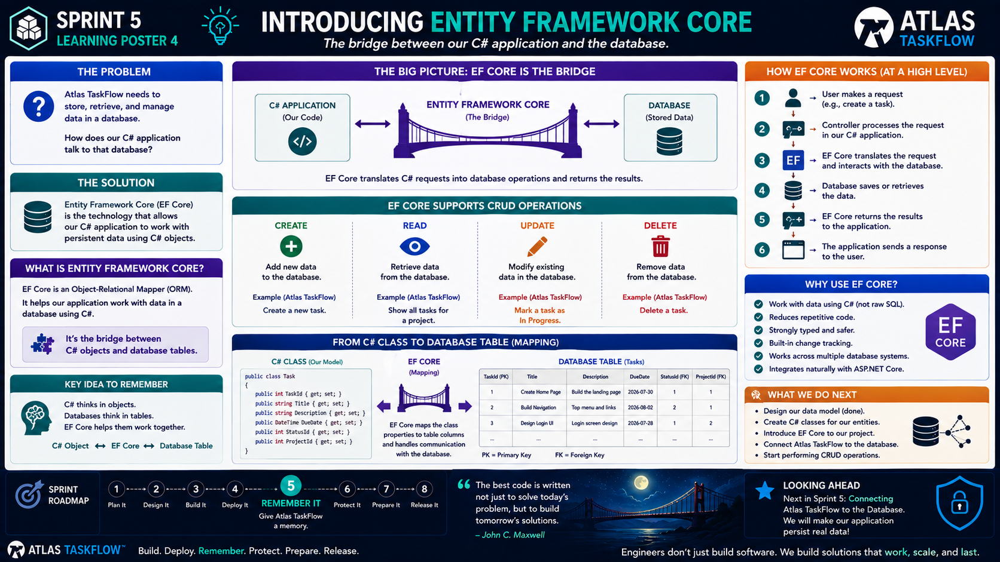 SPRINT 5
LEARNING POSTER 4
INTRODUCING ENTITY FRAMEWORK CORE
The bridge between our C# application and the database.
ATLAS
TASKFLOW
THE PROBLEM
?
Atlas TaskFlow needs to
store, retrieve, and manage
data in a database.
How does our C# application
talk to that database?
THE SOLUTION
Entity Framework Core (EF Core)
is the technology that allows
our C# application to work with
persistent data using C# objects.
WHAT IS ENTITY FRAMEWORK CORE?
EF Core is an Object-Relational Mapper (ORM).
It helps our application work with data in a
database using C#.
It's the bridge between
C# objects and database tables.
KEY IDEA TO REMEMBER
C# thinks in objects.
Databases think in tables.
EF Core helps them work together.
C# Object ↔ EF Core ↔ Database Table
THE BIG PICTURE: EF CORE IS THE BRIDGE
C# APPLICATION
(Our Code)
</>
ENTITY FRAMEWORK CORE
(The Bridge)
DATABASE
(Stored Data)
EF Core translates C# requests into database operations and returns the results.
EF CORE SUPPORTS CRUD OPERATIONS
CREATE
Add new data
to the database.
Example (Atlas TaskFlow)
Create a new task.
READ
Retrieve data
from the database.
Example (Atlas TaskFlow)
Show all tasks for
a project.
UPDATE
Modify existing
data in the database.
Example (Atlas TaskFlow)
Mark a task as
In Progress.
DELETE
Remove data
from the database.
Example (Atlas TaskFlow)
Delete a task.
FROM C# CLASS TO DATABASE TABLE (MAPPING)
C# CLASS (Our Model)
public class Task
{
public int TaskId { get; set; }
public string Title { get; set; }
public string Description { get; set; }
public DateTime DueDate { get; set; }
public int StatusId { get; set; }
public int ProjectId { get; set; }
}
EF CORE
(Mapping)
EF Core maps the class
properties to table columns
and handles communication
with the database.
DATABASE TABLE (Tasks)
TaskId (PK) Title Description DueDate StatusId (FK) ProjectId (FK)
1 Create Home Page Build the landing page 2026-07-30 1 1
2 Build Navigation Top menu and links 2026-08-02 2 1
3 Design Login UI Login screen design 2026-07-28 1 2
... ... ... ... ... ...
PK = Primary Key FK = Foreign Key
HOW EF CORE WORKS (AT A HIGH LEVEL)
1 User makes a request
(e.g., create a task).
2 Controller processes the request
in our C# application.
3 EF EF Core translates the request
and interacts with the database.
4 Database saves or retrieves
the data.
5 EF Core returns the results
to the application.
6 The application sends a response
to the user.
WHY USE EF CORE?
Work with data using C# (not raw SQL).
Reduces repetitive code.
Strongly typed and safer.
Built-in change tracking.
Works across multiple database systems.
Integrates naturally with ASP.NET Core.
EF
CORE
WHAT WE DO NEXT
• Design our data model (done).
• Create C# classes for our entities.
• Introduce EF Core to our project.
• Connect Atlas TaskFlow to the database.
• Start performing CRUD operations.
SPRINT
ROADMAP
1 2 3 4 5 6 7 8
Plan It Design It Build It Deploy It REMEMBER IT Protect It Prepare It Release It
Give Atlas TaskFlow
a memory.
“ The best code is written
not just to solve today's
problem, but to build
tomorrow's solutions.
– John C. Maxwell
LOOKING AHEAD
Next in Sprint 5: Connecting
Atlas TaskFlow to the Database.
We will make our application
persist real data!
ATLAS TASKFLOW™
Build. Deploy. Remember. Protect. Prepare. Release.
Engineers don't just build software. We build solutions that work, scale, and last.